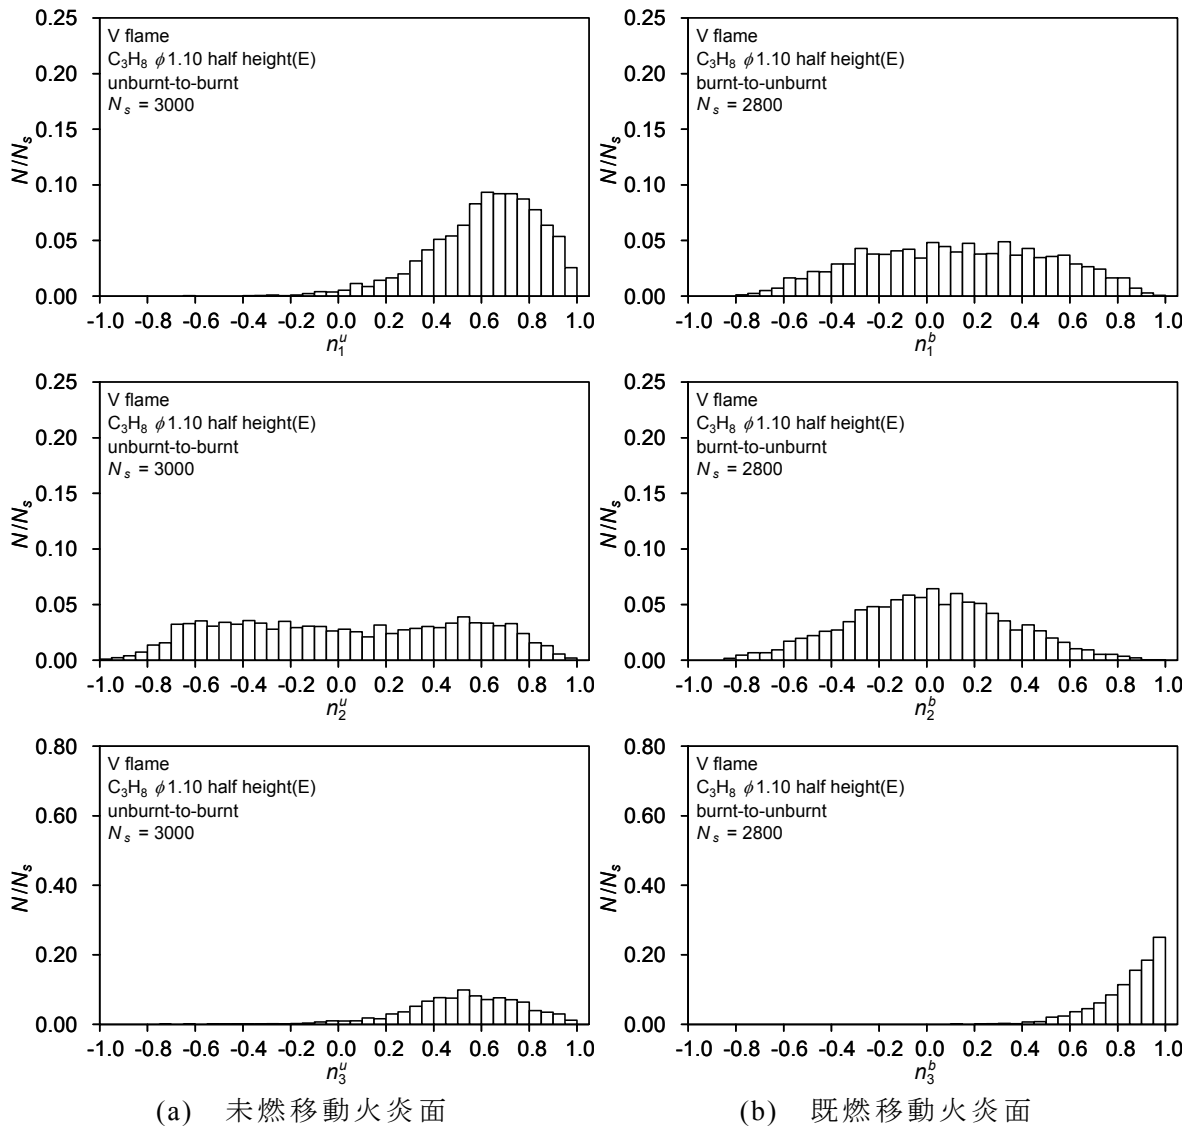 0.25
0.20
0.15
0.10
0.05
0.00
N/Ns
V flame
C3H8 ϕ1.10 half height(E)
unburnt-to-burnt
Ns = 3000
-1.0 -0.8 -0.6 -0.4 -0.2 0.0 0.2 0.4 0.6 0.8 1.0
n1u
0.25
0.20
0.15
0.10
0.05
0.00
N/Ns
V flame
C3H8 ϕ1.10 half height(E)
burnt-to-unburnt
Ns = 2800
-1.0 -0.8 -0.6 -0.4 -0.2 0.0 0.2 0.4 0.6 0.8 1.0
n1b
0.25
0.20
0.15
0.10
0.05
0.00
N/Ns
V flame
C3H8 ϕ1.10 half height(E)
unburnt-to-burnt
Ns = 3000
-1.0 -0.8 -0.6 -0.4 -0.2 0.0 0.2 0.4 0.6 0.8 1.0
n2u
0.25
0.20
0.15
0.10
0.05
0.00
N/Ns
V flame
C3H8 ϕ1.10 half height(E)
burnt-to-unburnt
Ns = 2800
-1.0 -0.8 -0.6 -0.4 -0.2 0.0 0.2 0.4 0.6 0.8 1.0
n2b
0.80
0.60
0.40
0.20
0.00
N/Ns
V flame
C3H8 ϕ1.10 half height(E)
unburnt-to-burnt
Ns = 3000
-1.0 -0.8 -0.6 -0.4 -0.2 0.0 0.2 0.4 0.6 0.8 1.0
n3u
0.80
0.60
0.40
0.20
0.00
N/Ns
V flame
C3H8 ϕ1.10 half height(E)
burnt-to-unburnt
Ns = 2800
-1.0 -0.8 -0.6 -0.4 -0.2 0.0 0.2 0.4 0.6 0.8 1.0
n3b
(a) 未燃移動火炎面
(b) 既燃移動火炎面